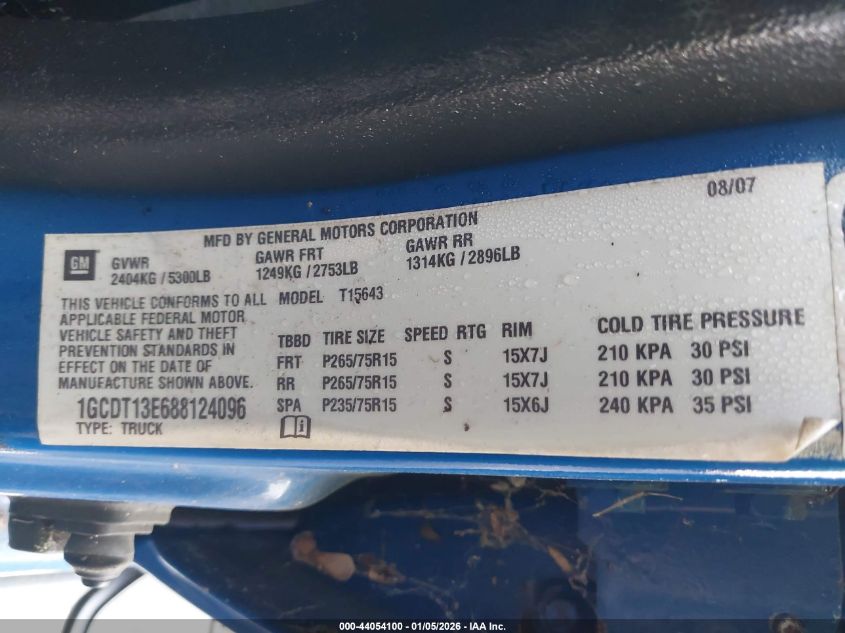 08/07
MFD BY GENERAL MOTORS CORPORATION
GM
GVWR GAWR FRT GAWR RR
2404KG / 5300LB 1249KG / 2753LB 1314KG / 2896LB
THIS VEHICLE CONFORMS TO ALL
APPLICABLE FEDERAL MOTOR
VEHICLE SAFETY AND THEFT
PREVENTION STANDARDS IN
EFFECT ON THE DATE OF
MANUFACTURE SHOWN ABOVE.
1GCDT13E688124096
TYPE: TRUCK
MODEL T15643
TBBD TIRE SIZE SPEED RTG RIM COLD TIRE PRESSURE
FRT P265/75R15 S 15X7J 210 KPA 30 PSI
RR P265/75R15 S 15X7J 210 KPA 30 PSI
SPA P235/75R15 S 15X6J 240 KPA 35 PSI
000-44054100 - 01/05/2026 - IAA Inc.